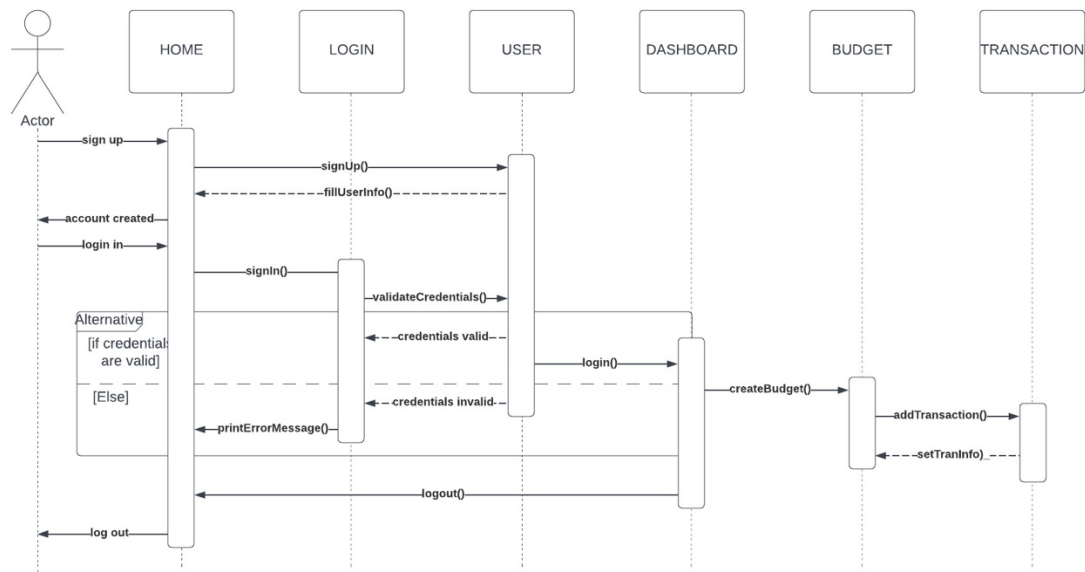 HOME
LOGIN
USER
DASHBOARD
BUDGET
TRANSACTION
Actor
sign up
signUp()
fillUserInfo()
account created
login in
signIn()
validateCredentials()
Alternative
[if credentials
are valid]
credentials valid
login()
[Else]
createBudget()
credentials invalid
addTransaction()
printErrorMessage()
setTranInfo)_
logout()
log out